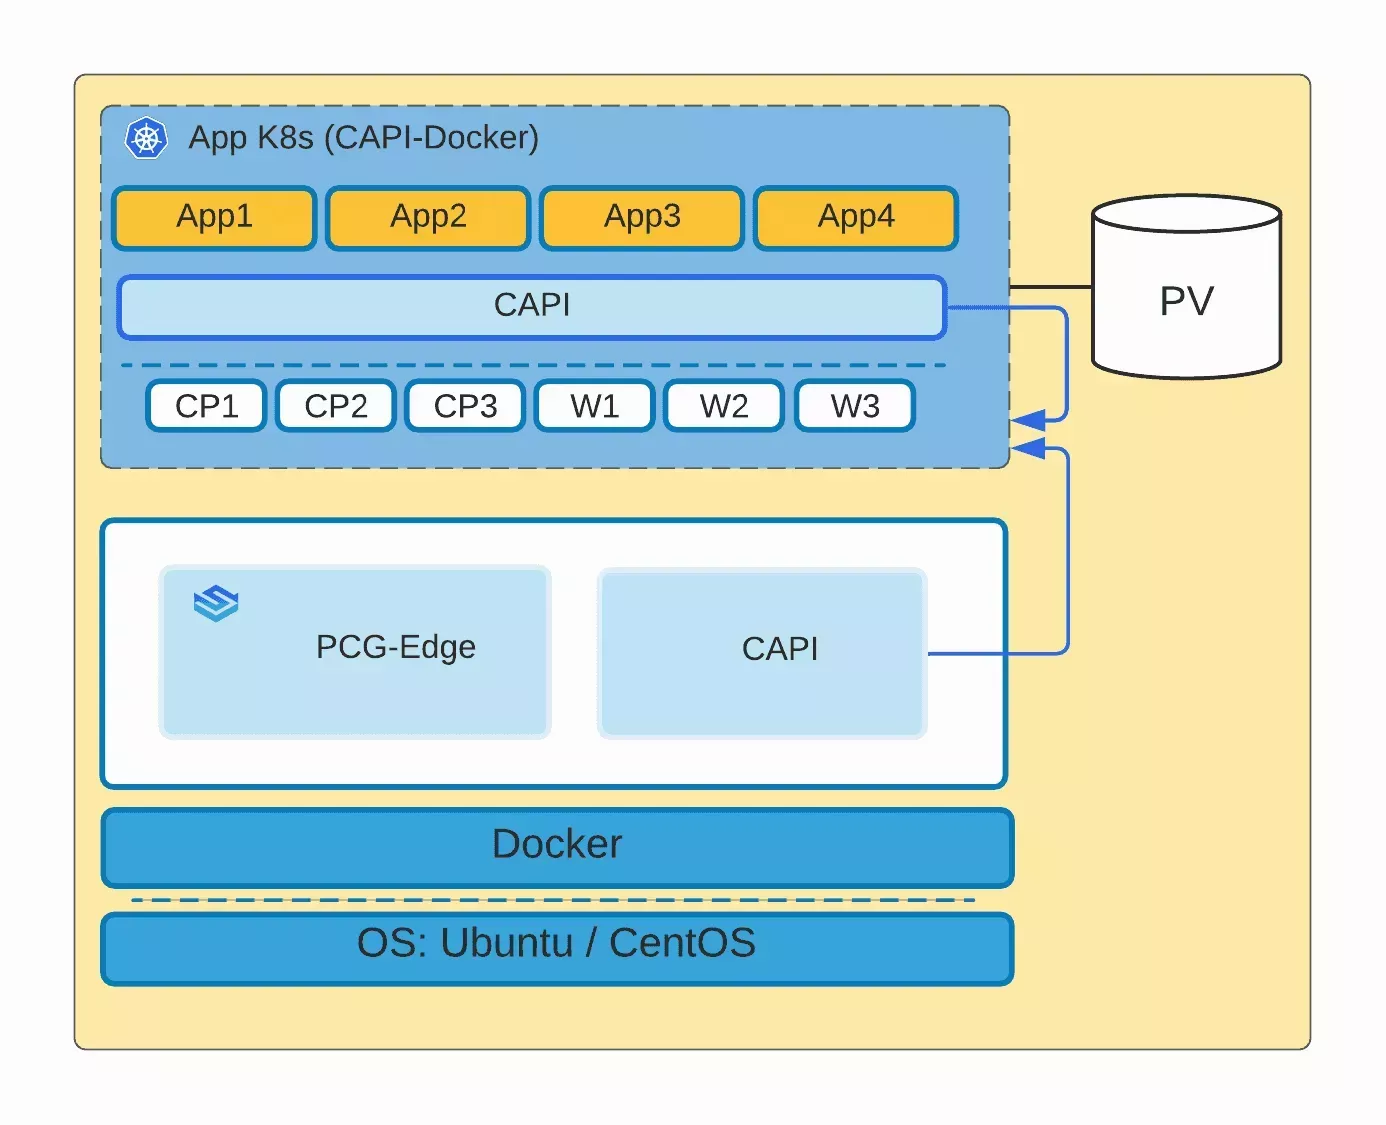 App K8s (CAPI-Docker)
App1
App2
App3
App4
CAPI
PV
CP1
CP2
CP3
W1
W2
W3
PCG-Edge
CAPI
Docker
OS: Ubuntu / CentOS